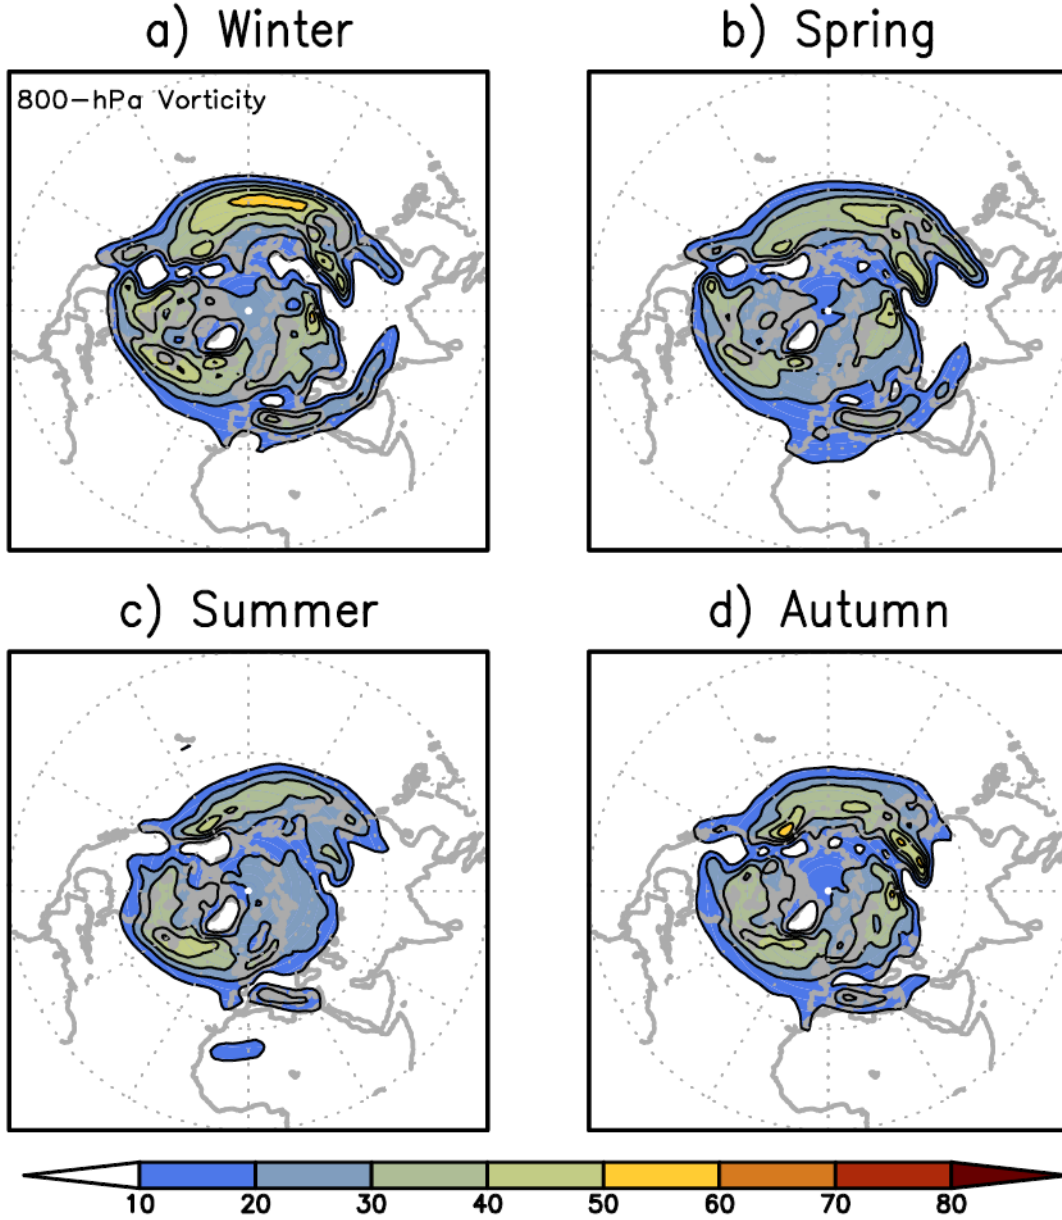 a) Winter
b) Spring
800-hPa Vorticity
c) Summer
d) Autumn
10 20 30 40 50 60 70 80